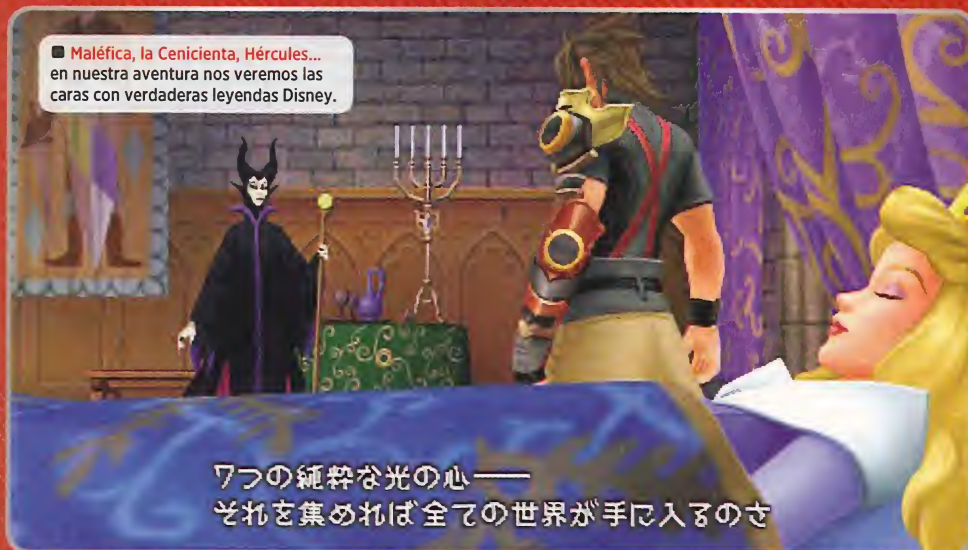 ■ Maléfica, la Cenicienta, Hércules...
en nuestra aventura nos veremos las
caras con verdaderas leyendas Disney.
7つの純粋な光の心――
それを集めれば全ての世界が手に入るのさ